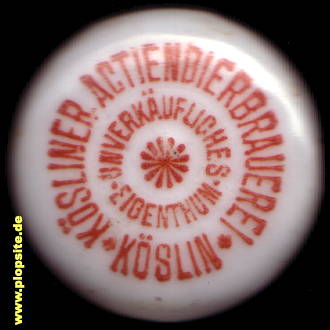 KÖSLINER ACTIENBIERBRAUEREI
* KÖSLIN *
UNVERKÄUFLICHES
· EIGENTHUM ·
www.plopsite.de